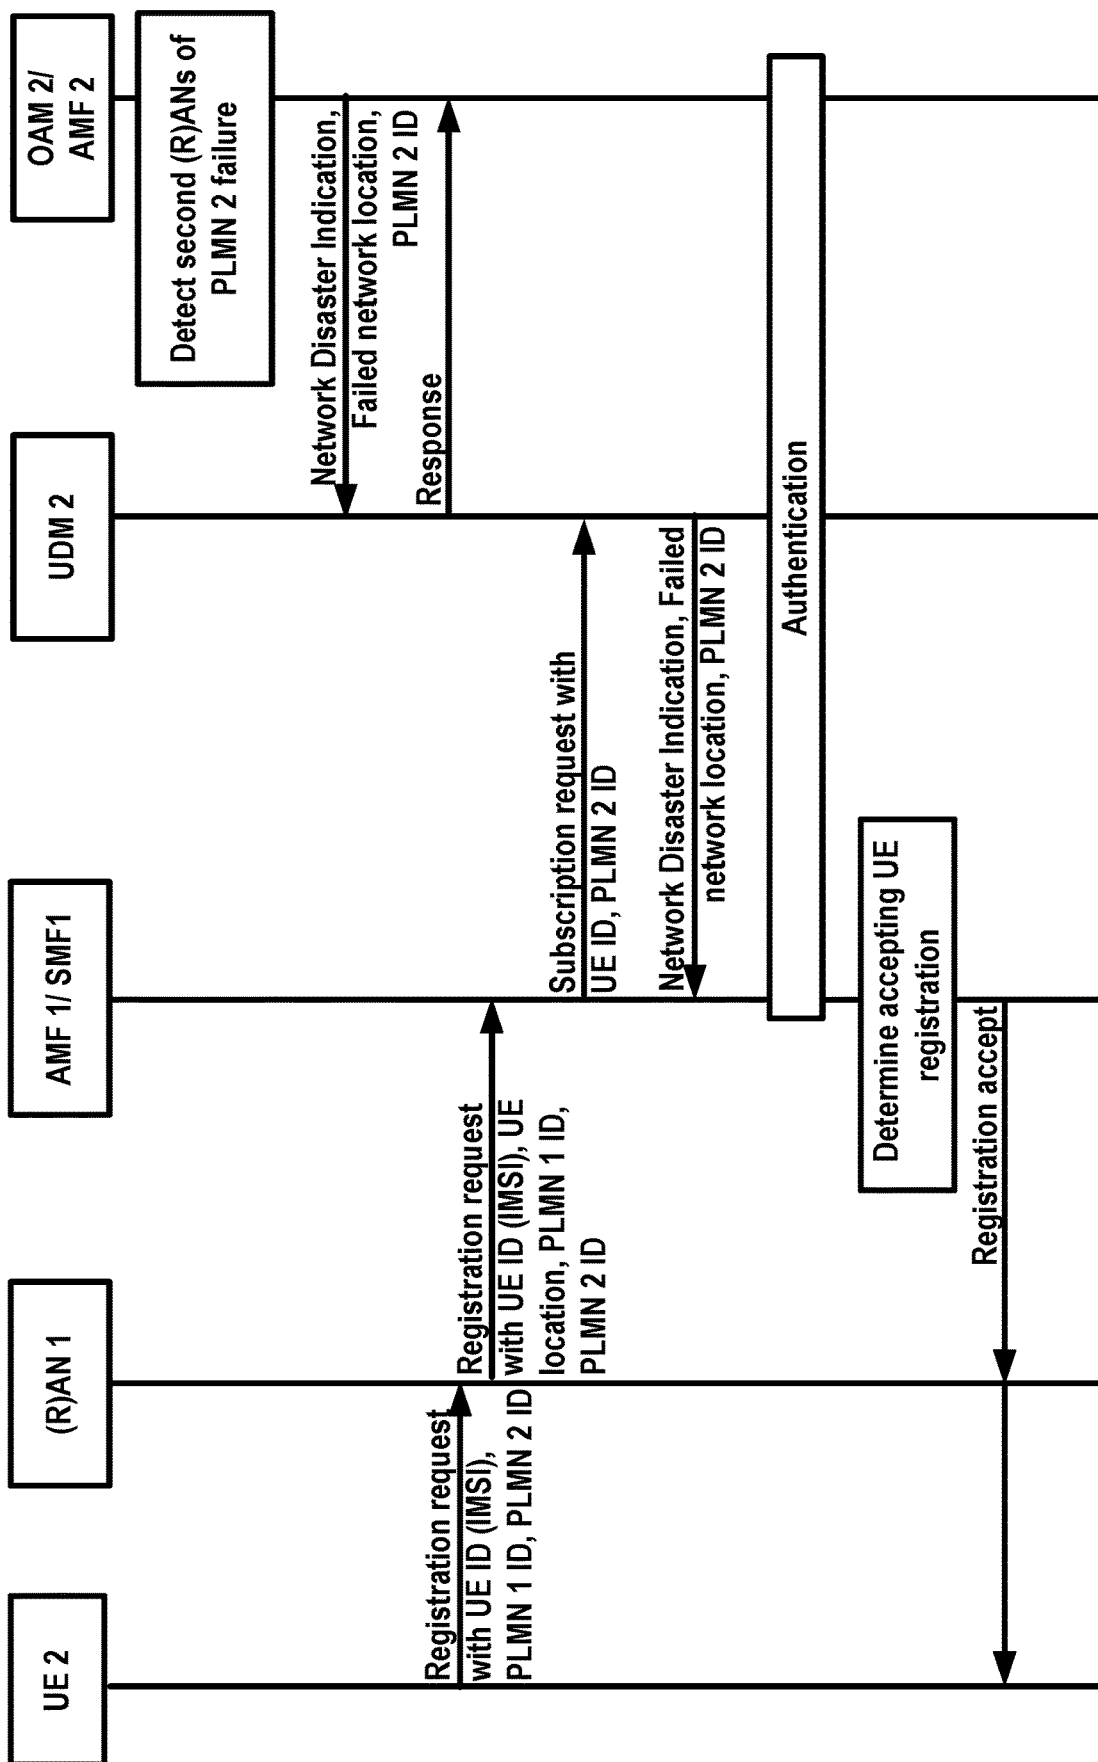 UE 2
(R)AN 1
AMF 1/ SMF1
UDM 2
OAM 2/
AMF 2
Detect second (R)ANs of
PLMN 2 failure
Network Disaster Indication,
Failed network location,
PLMN 2 ID
Response
Registration request
with UE ID (IMSI),
PLMN 1 ID, PLMN 2 ID
Registration request
with UE ID (IMSI), UE
location, PLMN 1 ID,
PLMN 2 ID
Subscription request with
UE ID, PLMN 2 ID
Network Disaster Indication, Failed
network location, PLMN 2 ID
Authentication
Determine accepting UE
registration
Registration accept